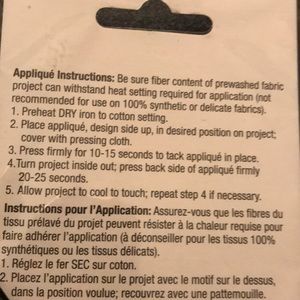 Appliqué Instructions: Be sure fiber content of prewashed fabric
project can withstand heat setting required for application (not
recommended for use on 100% synthetic or delicate fabrics).
1. Preheat DRY iron to cotton setting.
2. Place appliqué, design side up, in desired position on project;
cover with pressing cloth.
3. Press firmly for 10-15 seconds to tack appliqué in place.
4.Turn project inside out; press back side of appliqué firmly
20-25 seconds.
5. Allow project to cool to touch; repeat step 4 if necessary.
Instructions pour l'Application: Assurez-vous que les fibres du
tissu prélavé du projet peuvent résister à la chaleur requise pour
faire adhérer l'application (à déconseiller pour les tissus 100%
synthétiques ou les tissus délicats).
1. Réglez le fer SEC sur coton.
2. Placez l'application sur le projet avec le motif sur le dessus,
dans la position voulue; recouvrez avec une pattemouille.